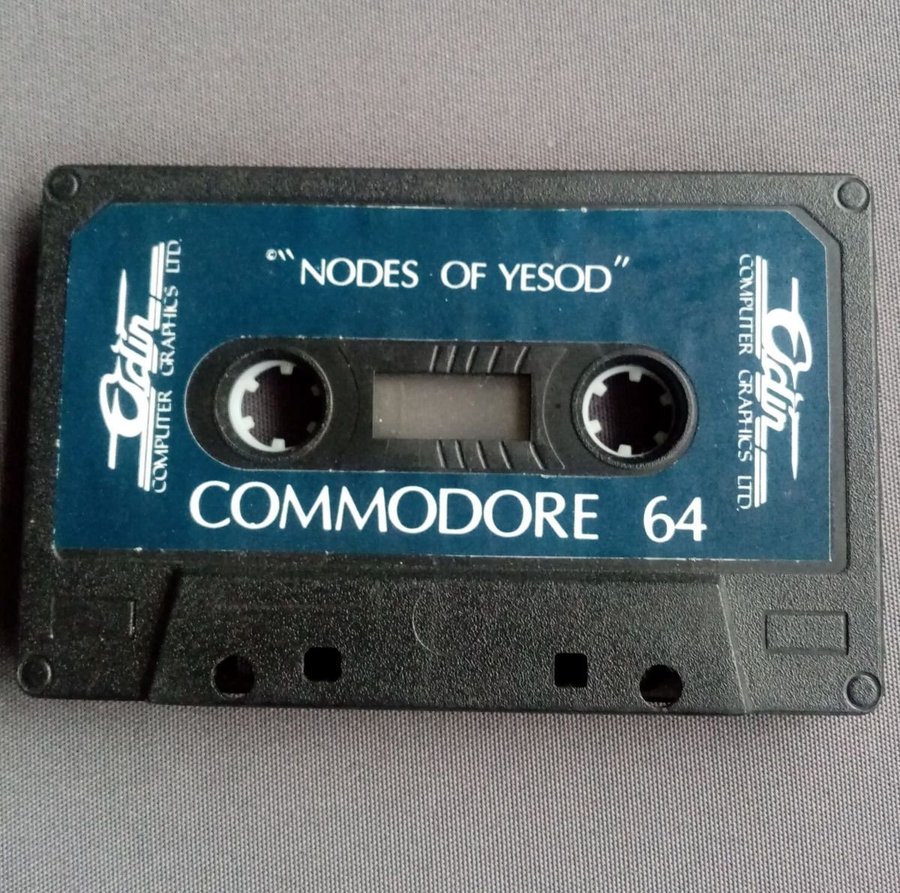 ©"NODES OF YESOD"
Odin
COMPUTER GRAPHICS LTD.
Odin
COMPUTER GRAPHICS LTD.
COMMODORE 64